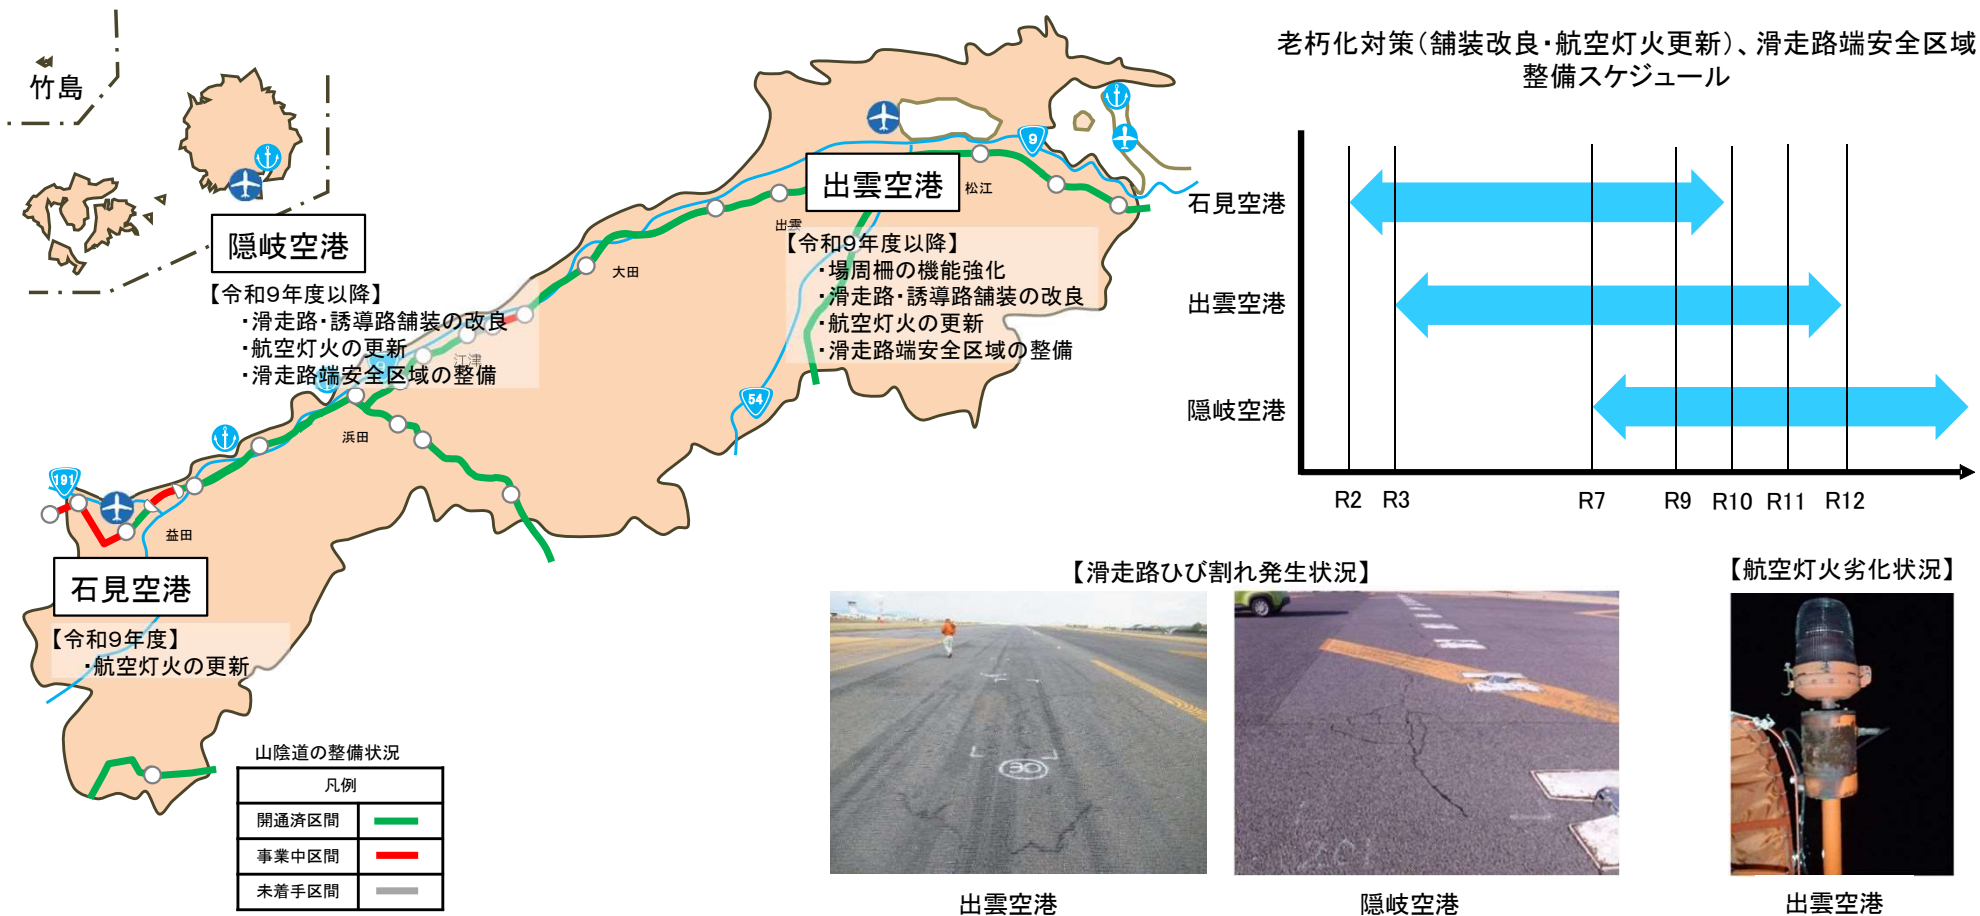 老朽化対策（舗装改良・航空灯火更新）、滑走路端安全区域
整備スケジュール
石見空港
出雲空港
隠岐空港
R2 R3 R7 R9 R10 R11 R12
竹島
隠岐空港
【令和9年度以降】
・滑走路・誘導路舗装の改良
・航空灯火の更新
・滑走路端安全区域の整備
出雲空港
【令和9年度以降】
・場周柵の機能強化
・滑走路・誘導路舗装の改良
・航空灯火の更新
・滑走路端安全区域の整備
9
松江
出雲
大田
江津
54
浜田
191
益田
石見空港
【令和9年度】
・航空灯火の更新
山陰道の整備状況
凡例
開通済区間
事業中区間
未着手区間
【滑走路ひび割れ発生状況】
【航空灯火劣化状況】
出雲空港
隠岐空港
出雲空港